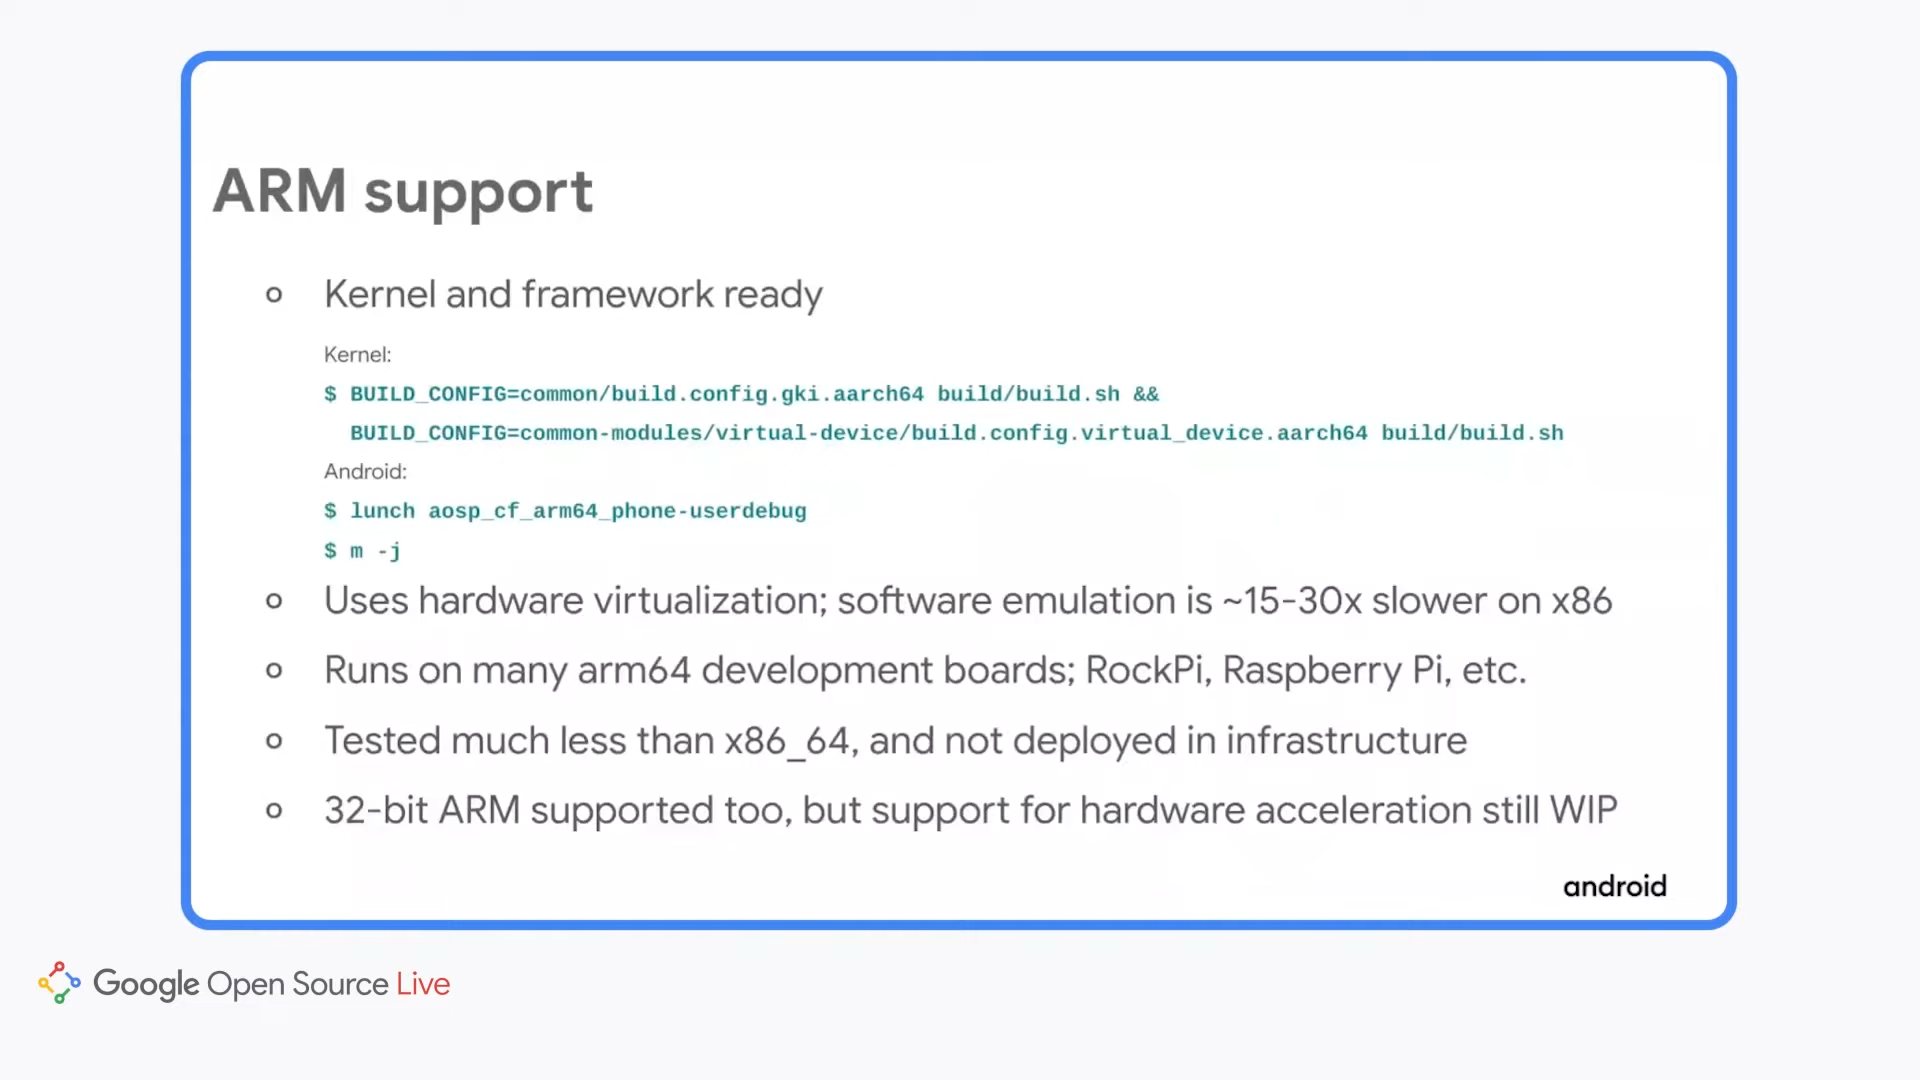 ARM support
Kernel and framework ready
Kernel:
$ BUILD_CONFIG=common/build.config.gki.aarch64 build/build.sh &&
BUILD_CONFIG=common-modules/virtual-device/build.config.virtual_device.aarch64 build/build.sh
Android:
$ lunch aosp_cf_arm64_phone-userdebug
$ m -j
Uses hardware virtualization; software emulation is ~15-30x slower on x86
Runs on many arm64 development boards; RockPi, Raspberry Pi, etc.
Tested much less than x86_64, and not deployed in infrastructure
32-bit ARM supported too, but support for hardware acceleration still WIP
android
Google Open Source Live